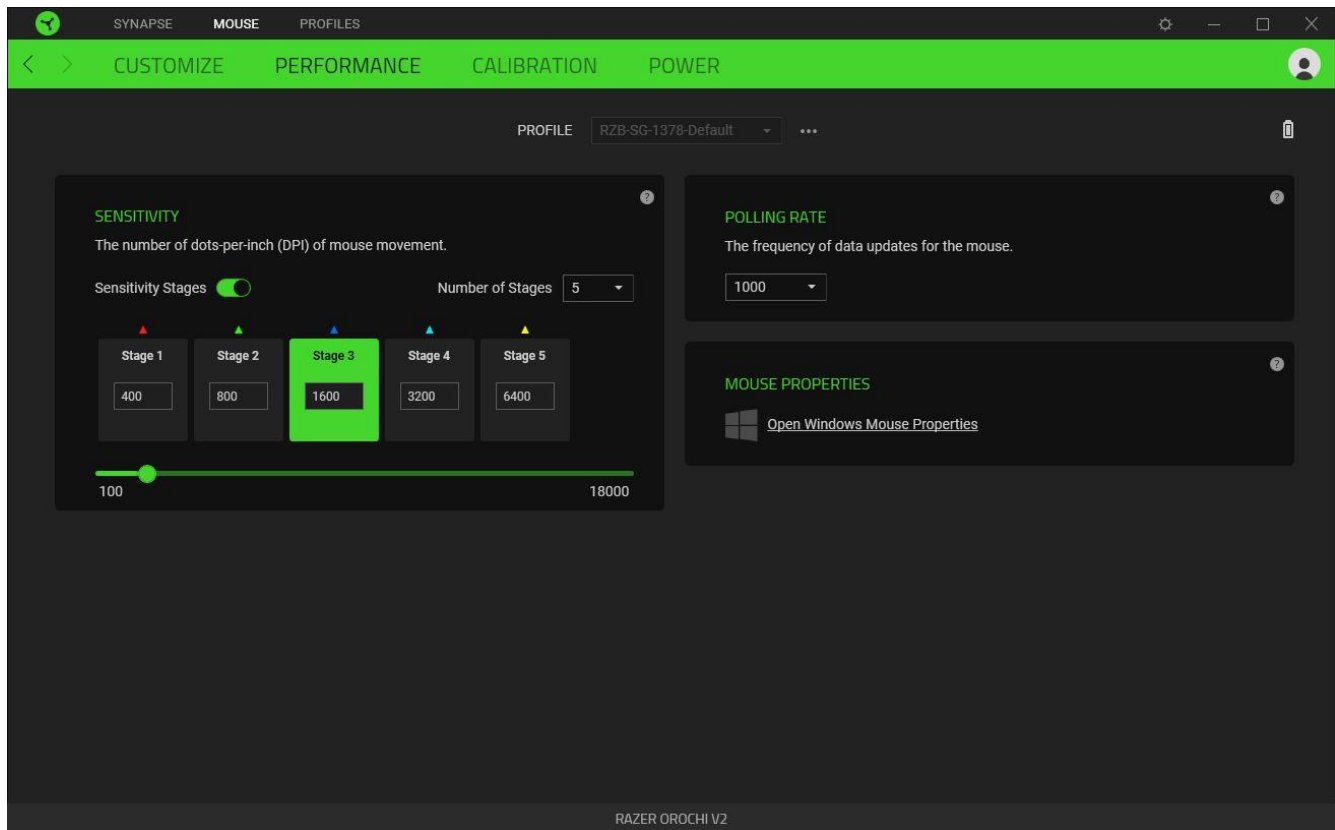 SYNAPSE MOUSE PROFILES
CUSTOMIZE PERFORMANCE CALIBRATION POWER
PROFILE RZB-SG-1378-Default
SENSITIVITY
The number of dots-per-inch (DPI) of mouse movement.
Sensitivity Stages Number of Stages 5
Stage 1 Stage 2 Stage 3 Stage 4 Stage 5
400 800 1600 3200 6400
100 18000
POLLING RATE
The frequency of data updates for the mouse.
1000
MOUSE PROPERTIES
Open Windows Mouse Properties
RAZER OROCHI V2